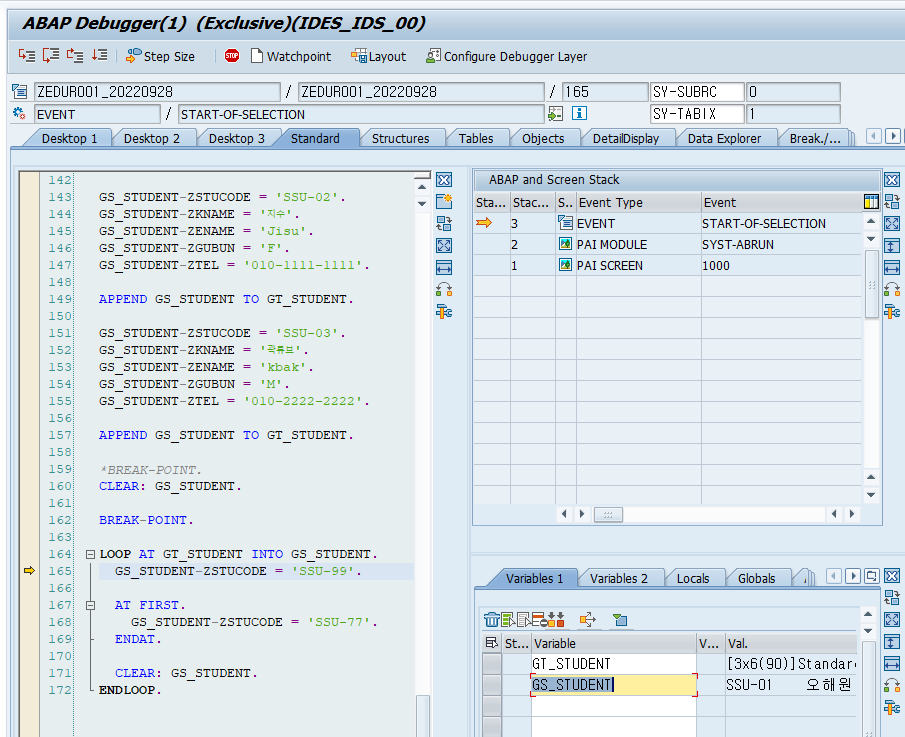 ABAP Debugger(1) (Exclusive)(IDES_IDS_00)
Step Size STOP Watchpoint Layout Configure Debugger Layer
ZEDUR001_20220928 / ZEDUR001_20220928 / 165 SY-SUBRC 0
EVENT / START-OF-SELECTION SY-TABIX 1
Desktop 1 Desktop 2 Desktop 3 Standard Structures Tables Objects DetailDisplay Data Explorer Break./...
142
143 GS_STUDENT-ZSTUCODE = 'SSU-02'.
144 GS_STUDENT-ZKNAME = '지수'.
145 GS_STUDENT-ZENAME = 'Jisu'.
146 GS_STUDENT-ZGUBUN = 'F'.
147 GS_STUDENT-ZTEL = '010-1111-1111'.
148
149 APPEND GS_STUDENT TO GT_STUDENT.
150
151 GS_STUDENT-ZSTUCODE = 'SSU-03'.
152 GS_STUDENT-ZKNAME = '곽튜브'.
153 GS_STUDENT-ZENAME = 'kbak'.
154 GS_STUDENT-ZGUBUN = 'M'.
155 GS_STUDENT-ZTEL = '010-2222-2222'.
156
157 APPEND GS_STUDENT TO GT_STUDENT.
158
159 *BREAK-POINT.
160 CLEAR: GS_STUDENT.
161
162 BREAK-POINT.
163
164 LOOP AT GT_STUDENT INTO GS_STUDENT.
165 GS_STUDENT-ZSTUCODE = 'SSU-99'.
166
167 AT FIRST.
168 GS_STUDENT-ZSTUCODE = 'SSU-77'.
169 ENDAT.
170
171 CLEAR: GS_STUDENT.
172 ENDLOOP.
ABAP and Screen Stack
Sta... Stac... S.. Event Type Event
3 EVENT START-OF-SELECTION
2 PAI MODULE SYST-ABRUN
1 PAI SCREEN 1000
Variables 1 Variables 2 Locals Globals
St... Variable V... Val.
GT_STUDENT [3x6(90)]Standar
GS_STUDENT SSU-01 오해원